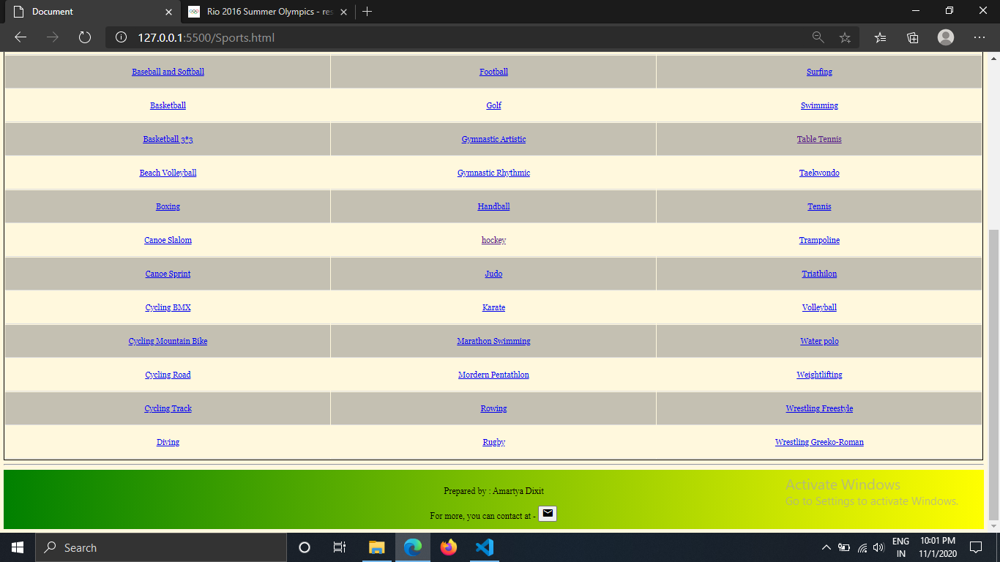 Document
Rio 2016 Summer Olympics - res
127.0.0.1:5500/Sports.html
Baseball and Softball Football Surfing
Basketball Golf Swimming
Basketball 3*3 Gymnastic Artistic Table Tennis
Beach Volleyball Gymnastic Rhythmic Taekwondo
Boxing Handball Tennis
Canoe Slalom hockey Trampoline
Canoe Sprint Judo Triathilon
Cycling BMX Karate Volleyball
Cycling Mountain Bike Marathon Swimming Water polo
Cycling Road Mordern Pentathlon Weightlifting
Cycling Track Rowing Wrestling Freestyle
Diving Rugby Wrestling Greeko-Roman
Prepared by : Amartya Dixit
For more, you can contact at -
Activate Windows
Go to Settings to activate Windows.
Search
ENG
IN
10:01 PM
11/1/2020